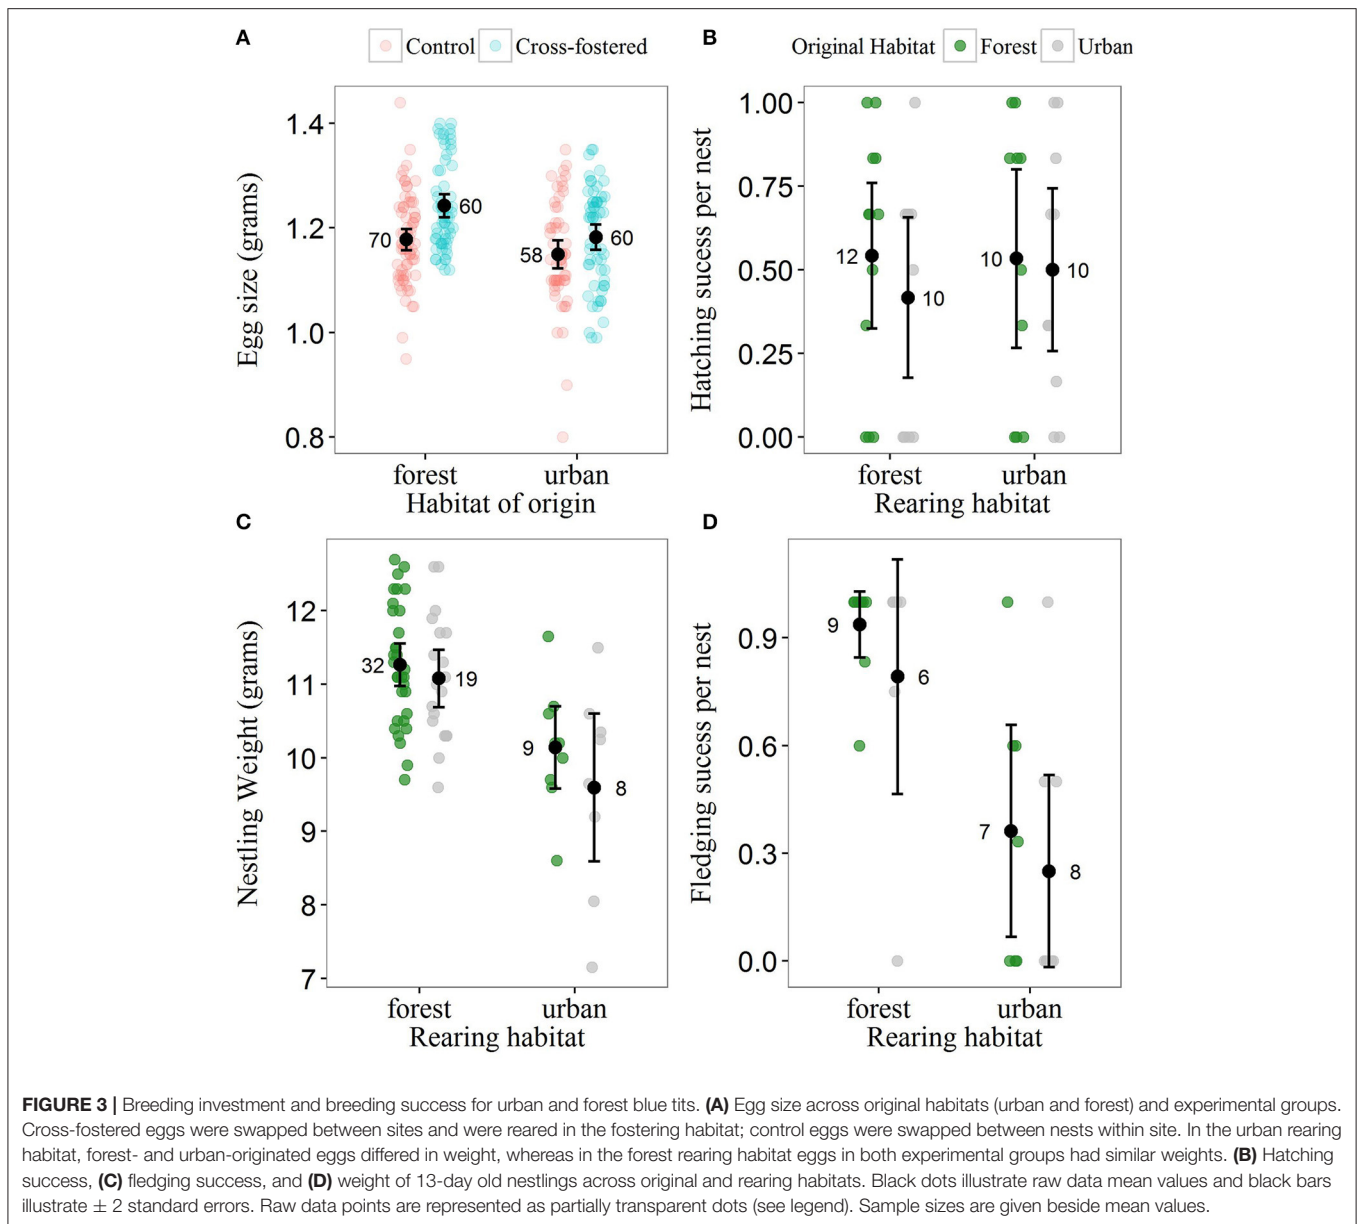 A
Control
Cross-fostered
1.4
1.2
1.0
0.8
Egg size (grams)
70
60
58
60
forest
urban
Habitat of origin
B
Original Habitat
Forest
Urban
1.00
0.75
0.50
0.25
0.00
Hatching sucess per nest
12
10
10
10
forest
urban
Rearing habitat
C
12
11
10
9
8
7
Nestling Weight (grams)
32
19
9
8
forest
urban
Rearing habitat
D
0.9
0.6
0.3
0.0
Fledging sucess per nest
9
6
7
8
forest
urban
Rearing habitat
FIGURE 3 | Breeding investment and breeding success for urban and forest blue tits. (A) Egg size across original habitats (urban and forest) and experimental groups.
Cross-fostered eggs were swapped between sites and were reared in the fostering habitat; control eggs were swapped between nests within site. In the urban rearing
habitat, forest- and urban-originated eggs differed in weight, whereas in the forest rearing habitat eggs in both experimental groups had similar weights. (B) Hatching
success, (C) fledging success, and (D) weight of 13-day old nestlings across original and rearing habitats. Black dots illustrate raw data mean values and black bars
illustrate ± 2 standard errors. Raw data points are represented as partially transparent dots (see legend). Sample sizes are given beside mean values.